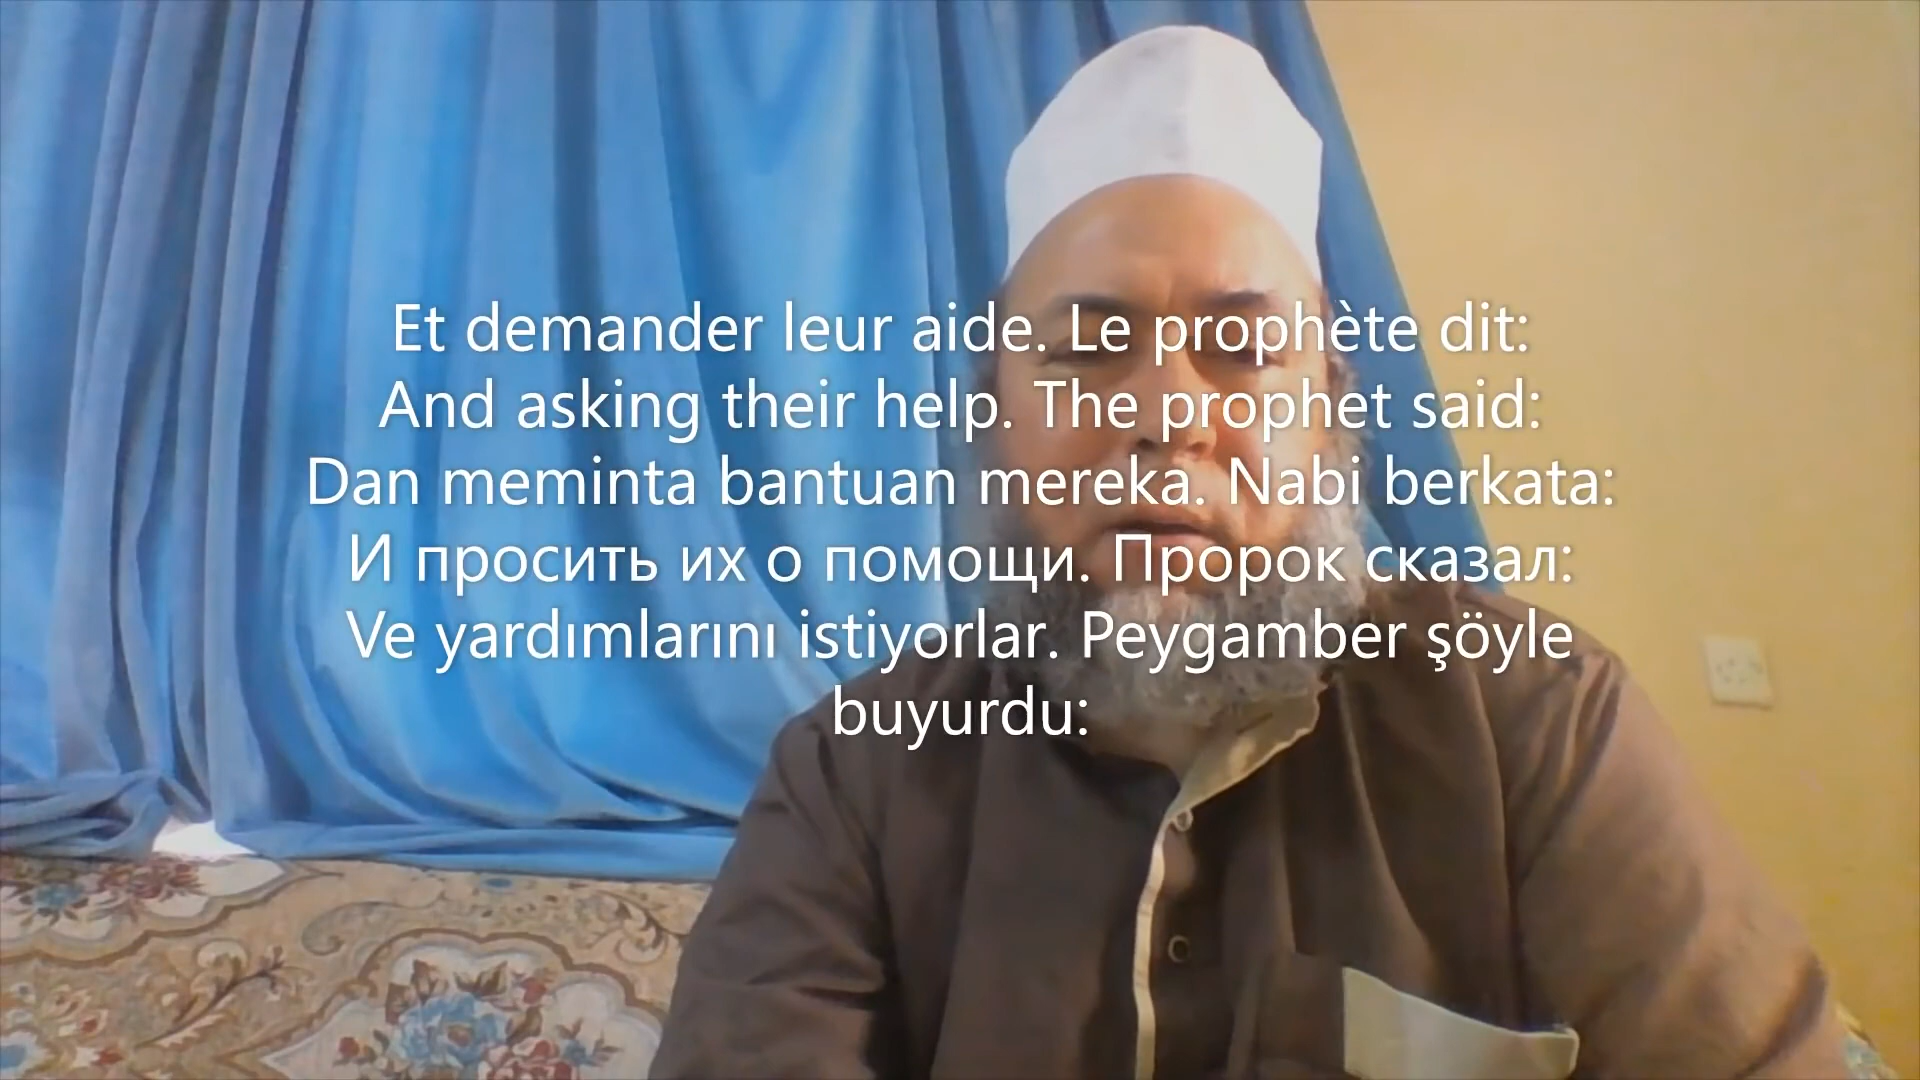 Et demander leur aide. Le prophète dit:
And asking their help. The prophet said:
Dan meminta bantuan mereka. Nabi berkata:
И просить их о помощи. Пророк сказал:
Ve yardımlarını istiyorlar. Peygamber şöyle
buyurdu: